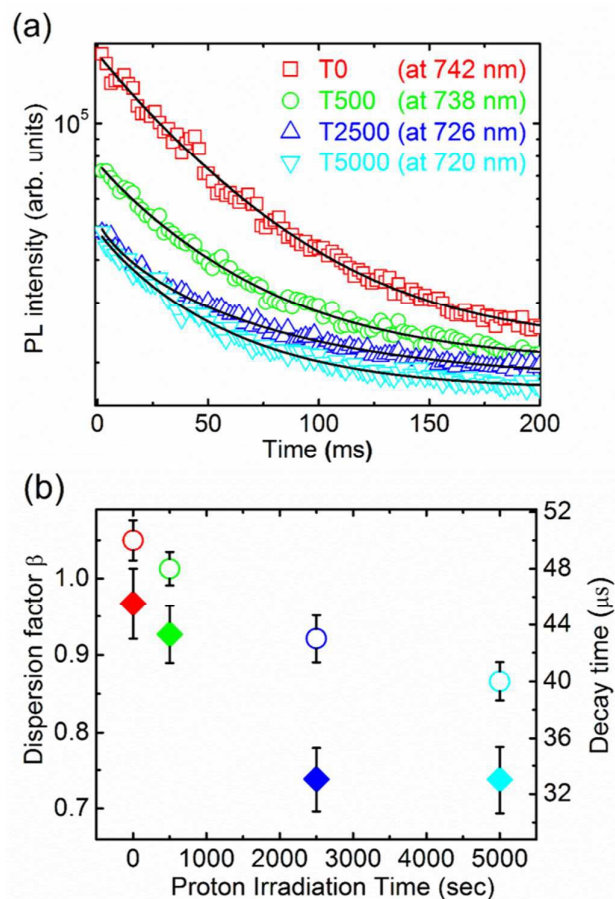 (a)
10^5
PL intensity (arb. units)
T0 (at 742 nm)
T500 (at 738 nm)
T2500 (at 726 nm)
T5000 (at 720 nm)
0 50 100 150 200
Time (ms)
(b)
Dispersion factor β
1.0
0.9
0.8
0.7
52
48
44
40
36
32
Decay time (μs)
0 1000 2000 3000 4000 5000
Proton Irradiation Time (sec)